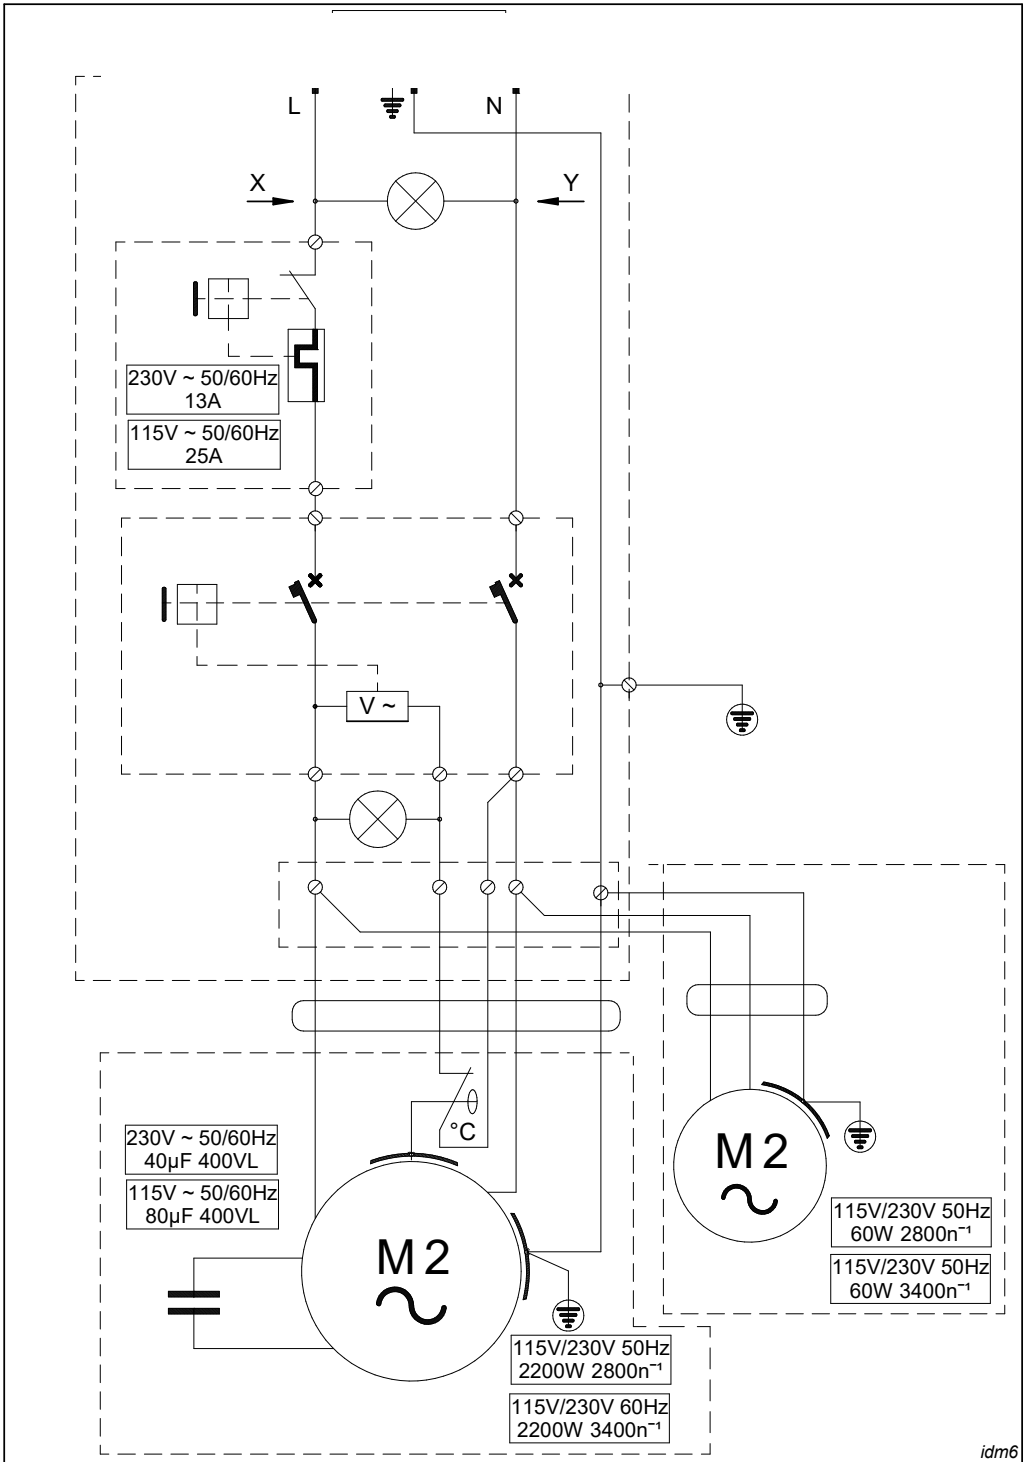 L
N
X
Y
230V ~ 50/60Hz
13A
115V ~ 50/60Hz
25A
V ~
°C
230V ~ 50/60Hz
40µF 400VL
115V ~ 50/60Hz
80µF 400VL
M 2
M 2
115V/230V 50Hz
60W 2800n⁻¹
115V/230V 50Hz
60W 3400n⁻¹
115V/230V 50Hz
2200W 2800n⁻¹
115V/230V 60Hz
2200W 3400n⁻¹
idm6